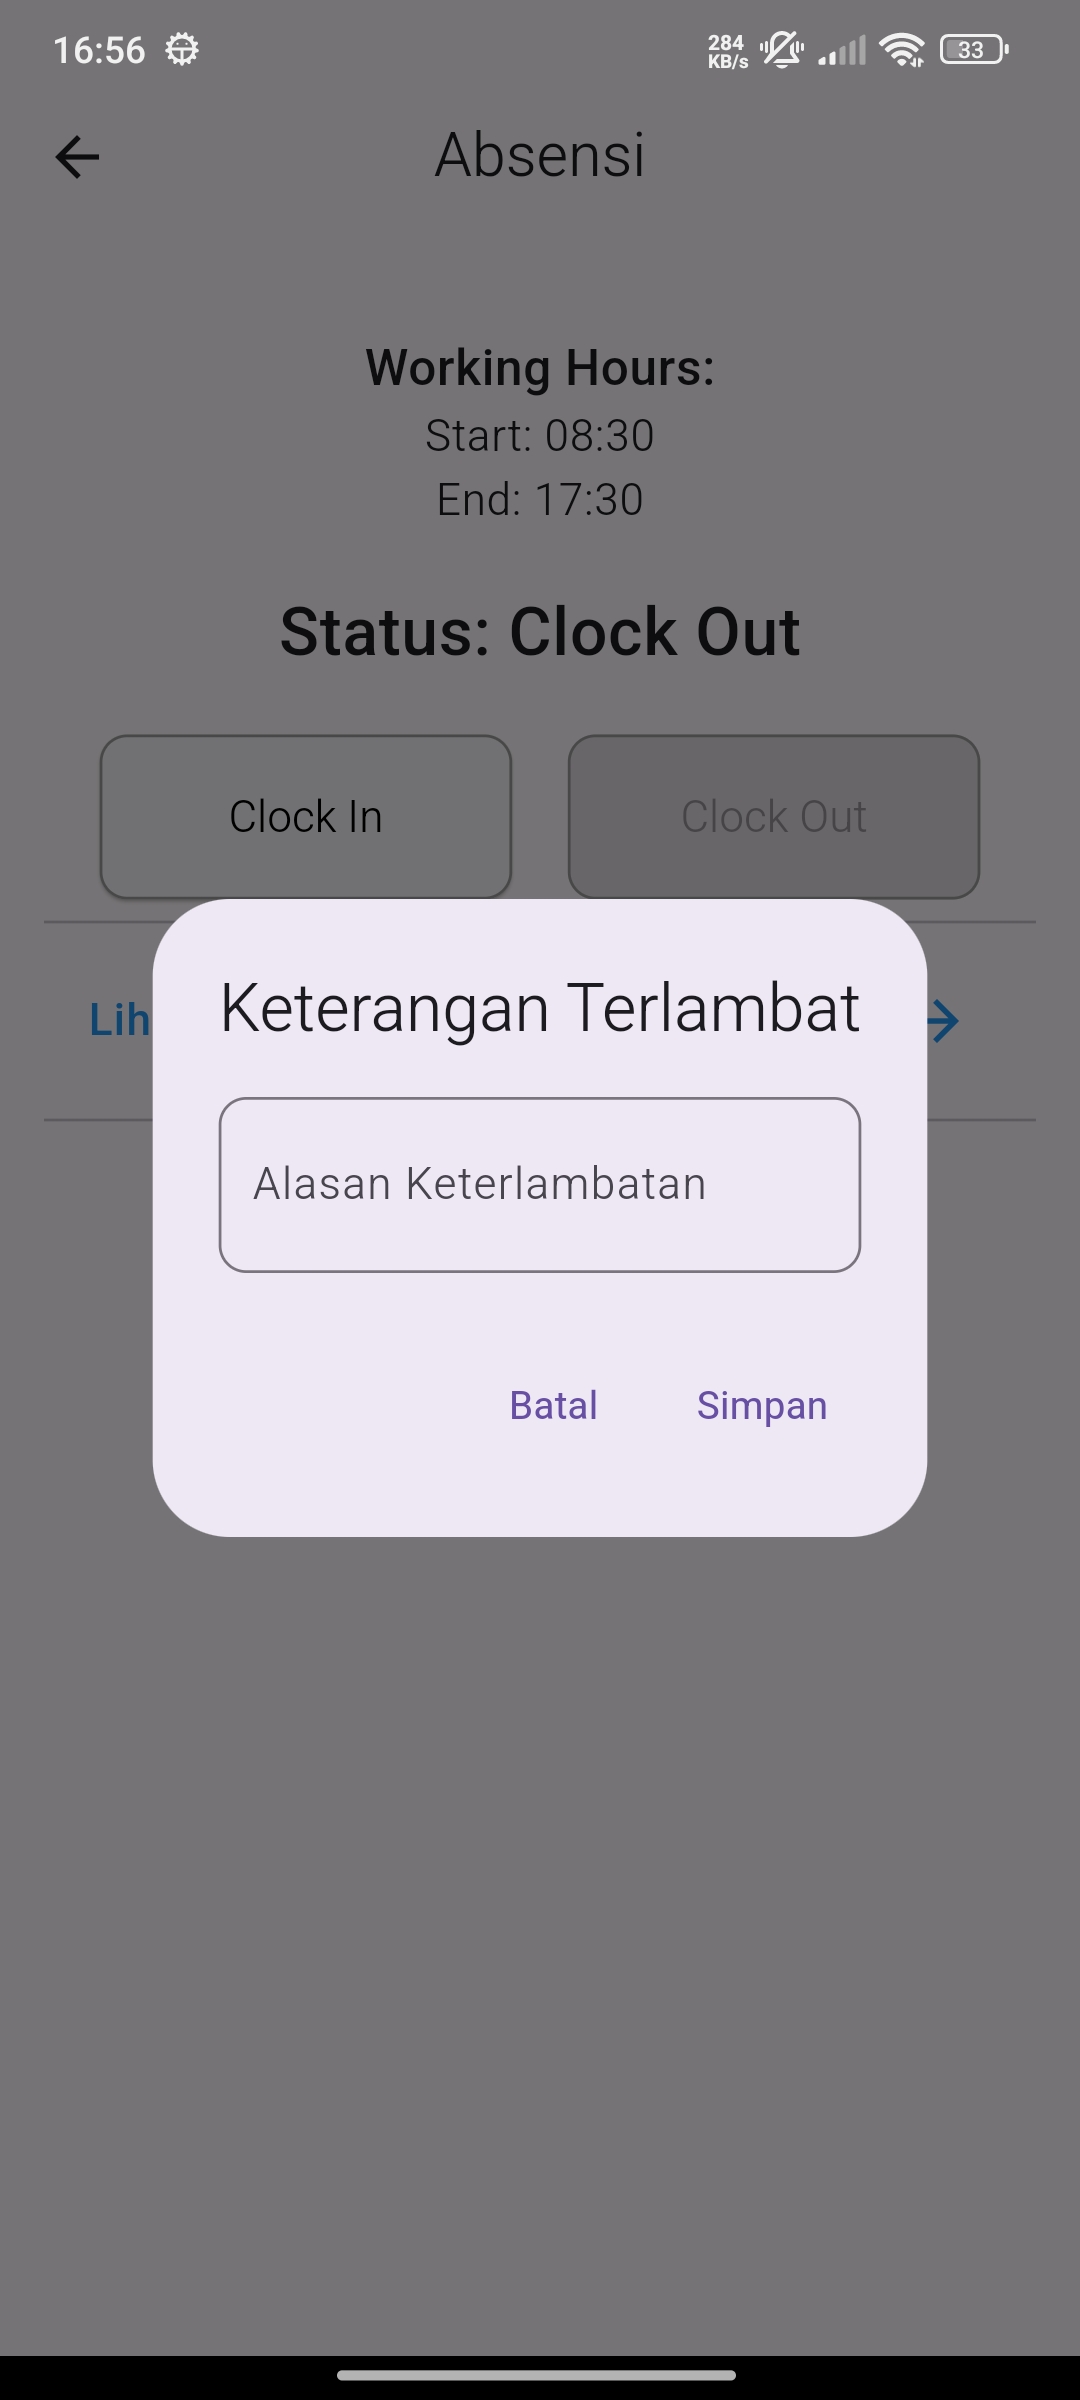 16:56
284
KB/s
33
Absensi
Working Hours:
Start: 08:30
End: 17:30
Status: Clock Out
Clock In
Clock Out
Lih
Keterangan Terlambat
Alasan Keterlambatan
Batal
Simpan